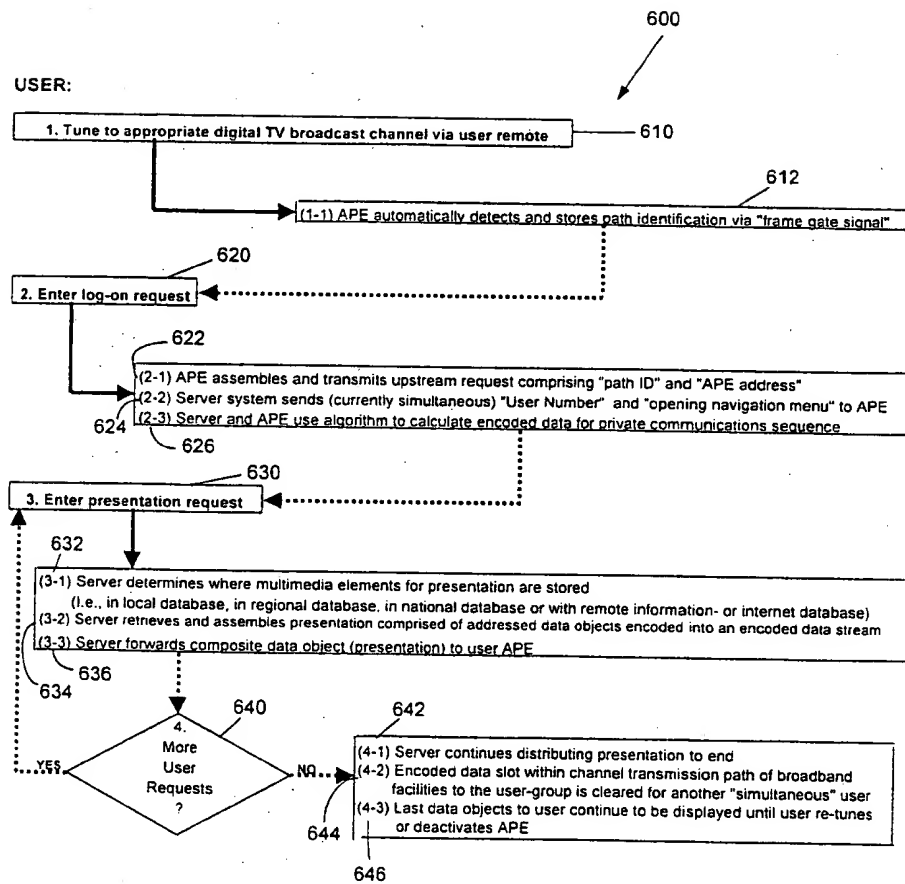 600
USER:
1. Tune to appropriate digital TV broadcast channel via user remote
610
612
(1-1) APE automatically detects and stores path identification via "frame gate signal"
620
2. Enter log-on request
622
(2-1) APE assembles and transmits upstream request comprising "path ID" and "APE address"
(2-2) Server system sends (currently simultaneous) "User Number" and "opening navigation menu" to APE
624
(2-3) Server and APE use algorithm to calculate encoded data for private communications sequence
626
630
3. Enter presentation request
632
(3-1) Server determines where multimedia elements for presentation are stored
(I.e., in local database, in regional database, in national database or with remote information- or internet database)
(3-2) Server retrieves and assembles presentation comprised of addressed data objects encoded into an encoded data stream
(3-3) Server forwards composite data object (presentation) to user APE
634
636
640
4.
More
User
Requests
?
YES
NO
642
(4-1) Server continues distributing presentation to end
(4-2) Encoded data slot within channel transmission path of broadband
facilities to the user-group is cleared for another "simultaneous" user
(4-3) Last data objects to user continue to be displayed until user re-tunes
or deactivates APE
644
646